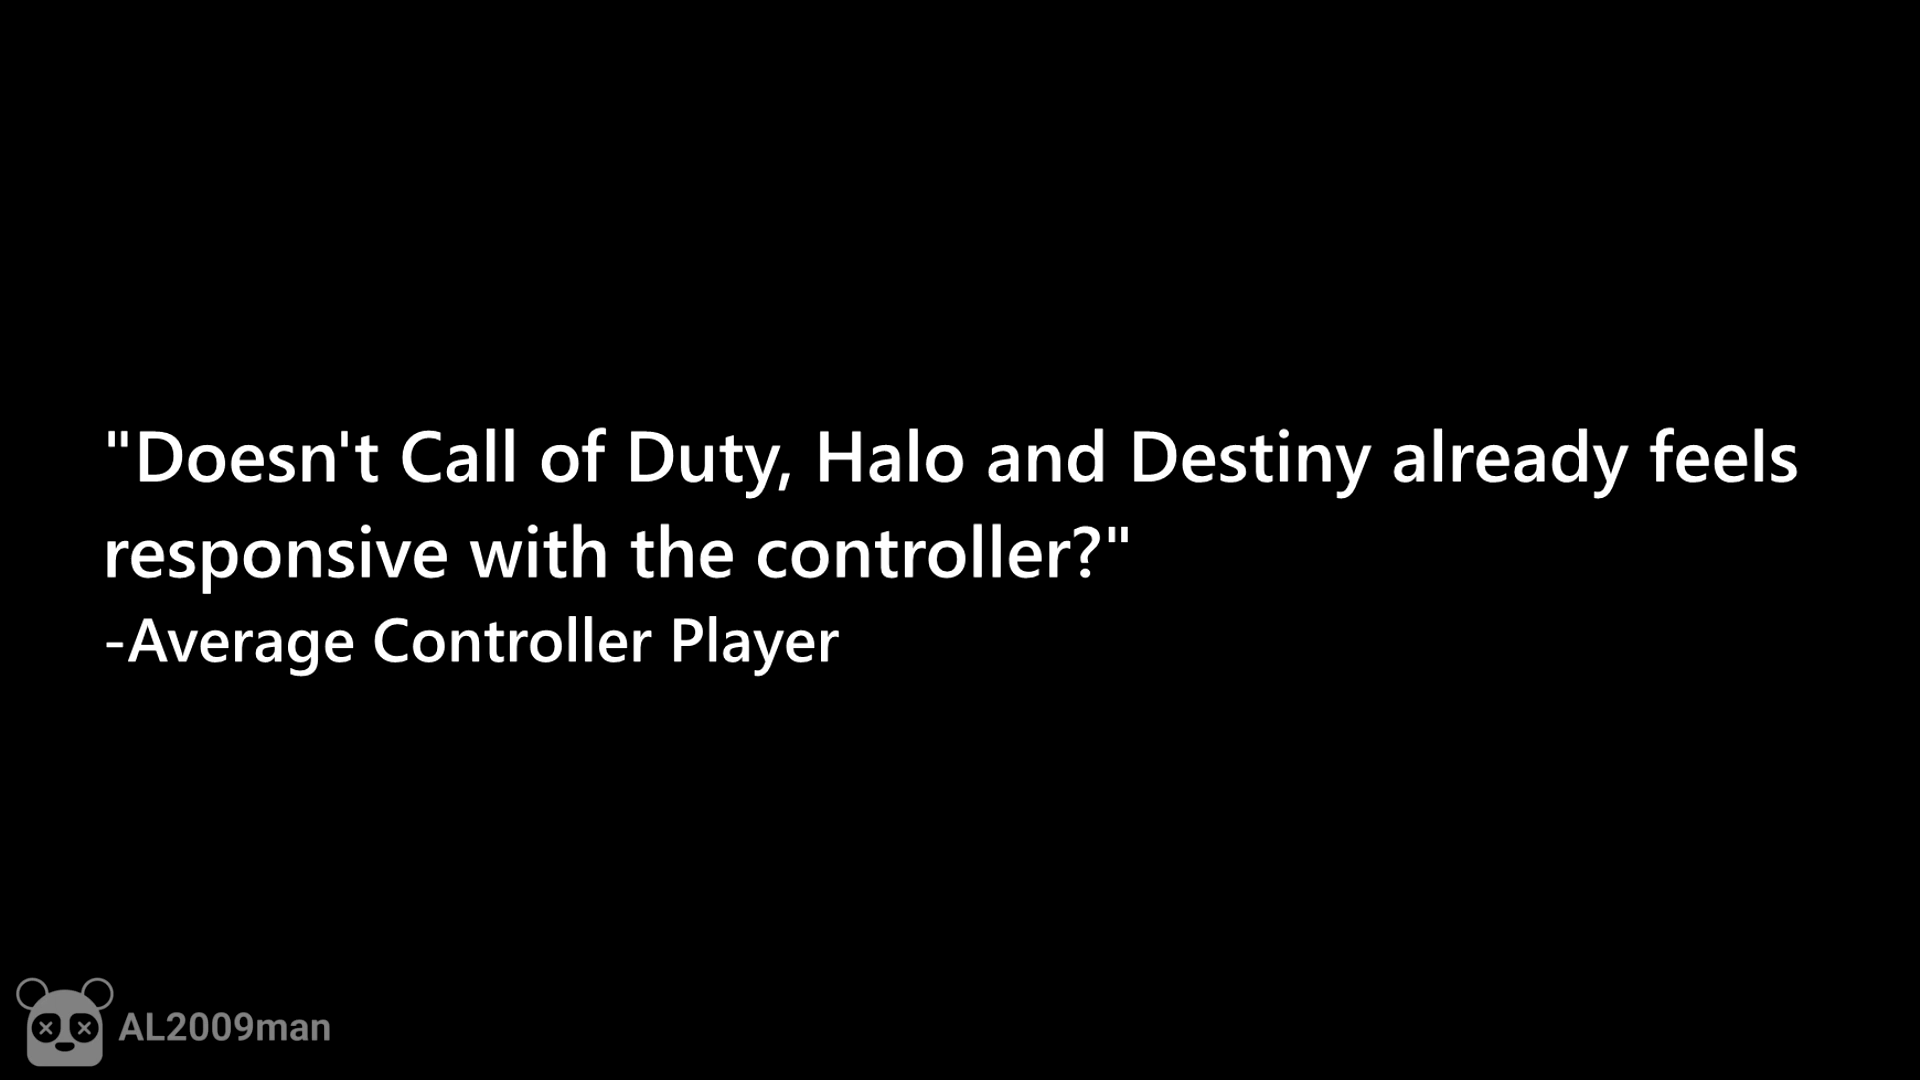 "Doesn't Call of Duty, Halo and Destiny already feels
responsive with the controller?"
-Average Controller Player
AL2009man